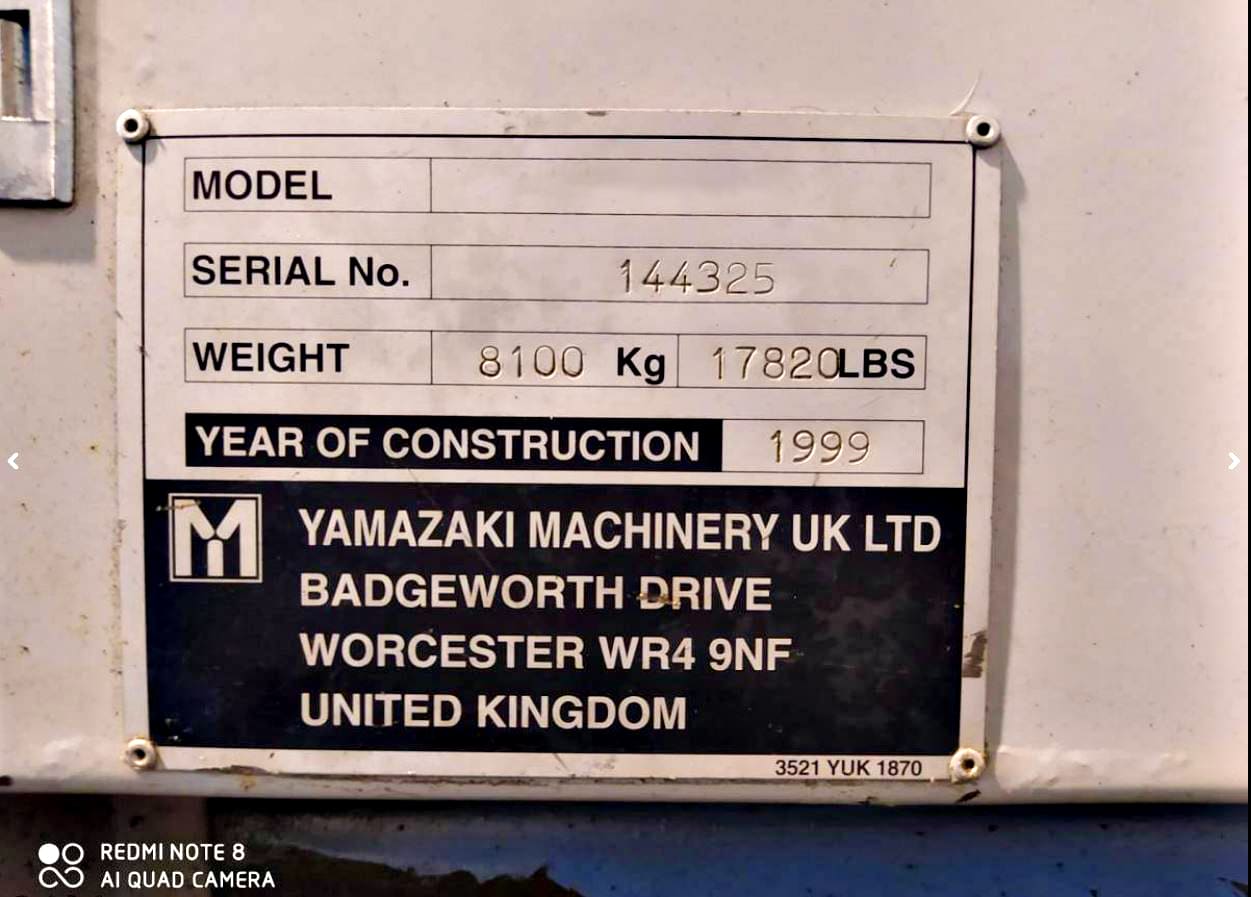 MODEL
SERIAL No. 144325
WEIGHT 8100 Kg 17820 LBS
YEAR OF CONSTRUCTION 1999
YAMAZAKI MACHINERY UK LTD
BADGEWORTH DRIVE
WORCESTER WR4 9NF
UNITED KINGDOM
3521 YUK 1870
REDMI NOTE 8
AI QUAD CAMERA